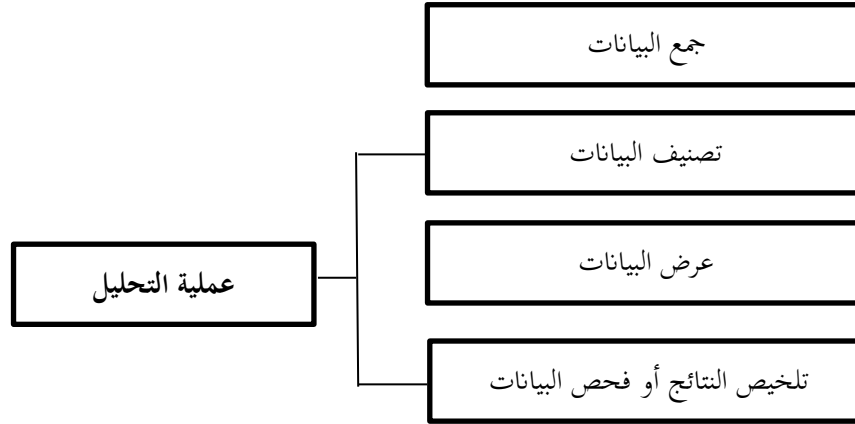 جمع البيانات
تصنيف البيانات
عرض البيانات
عملية التحليل
تلخيص النتائج أو فحص البيانات